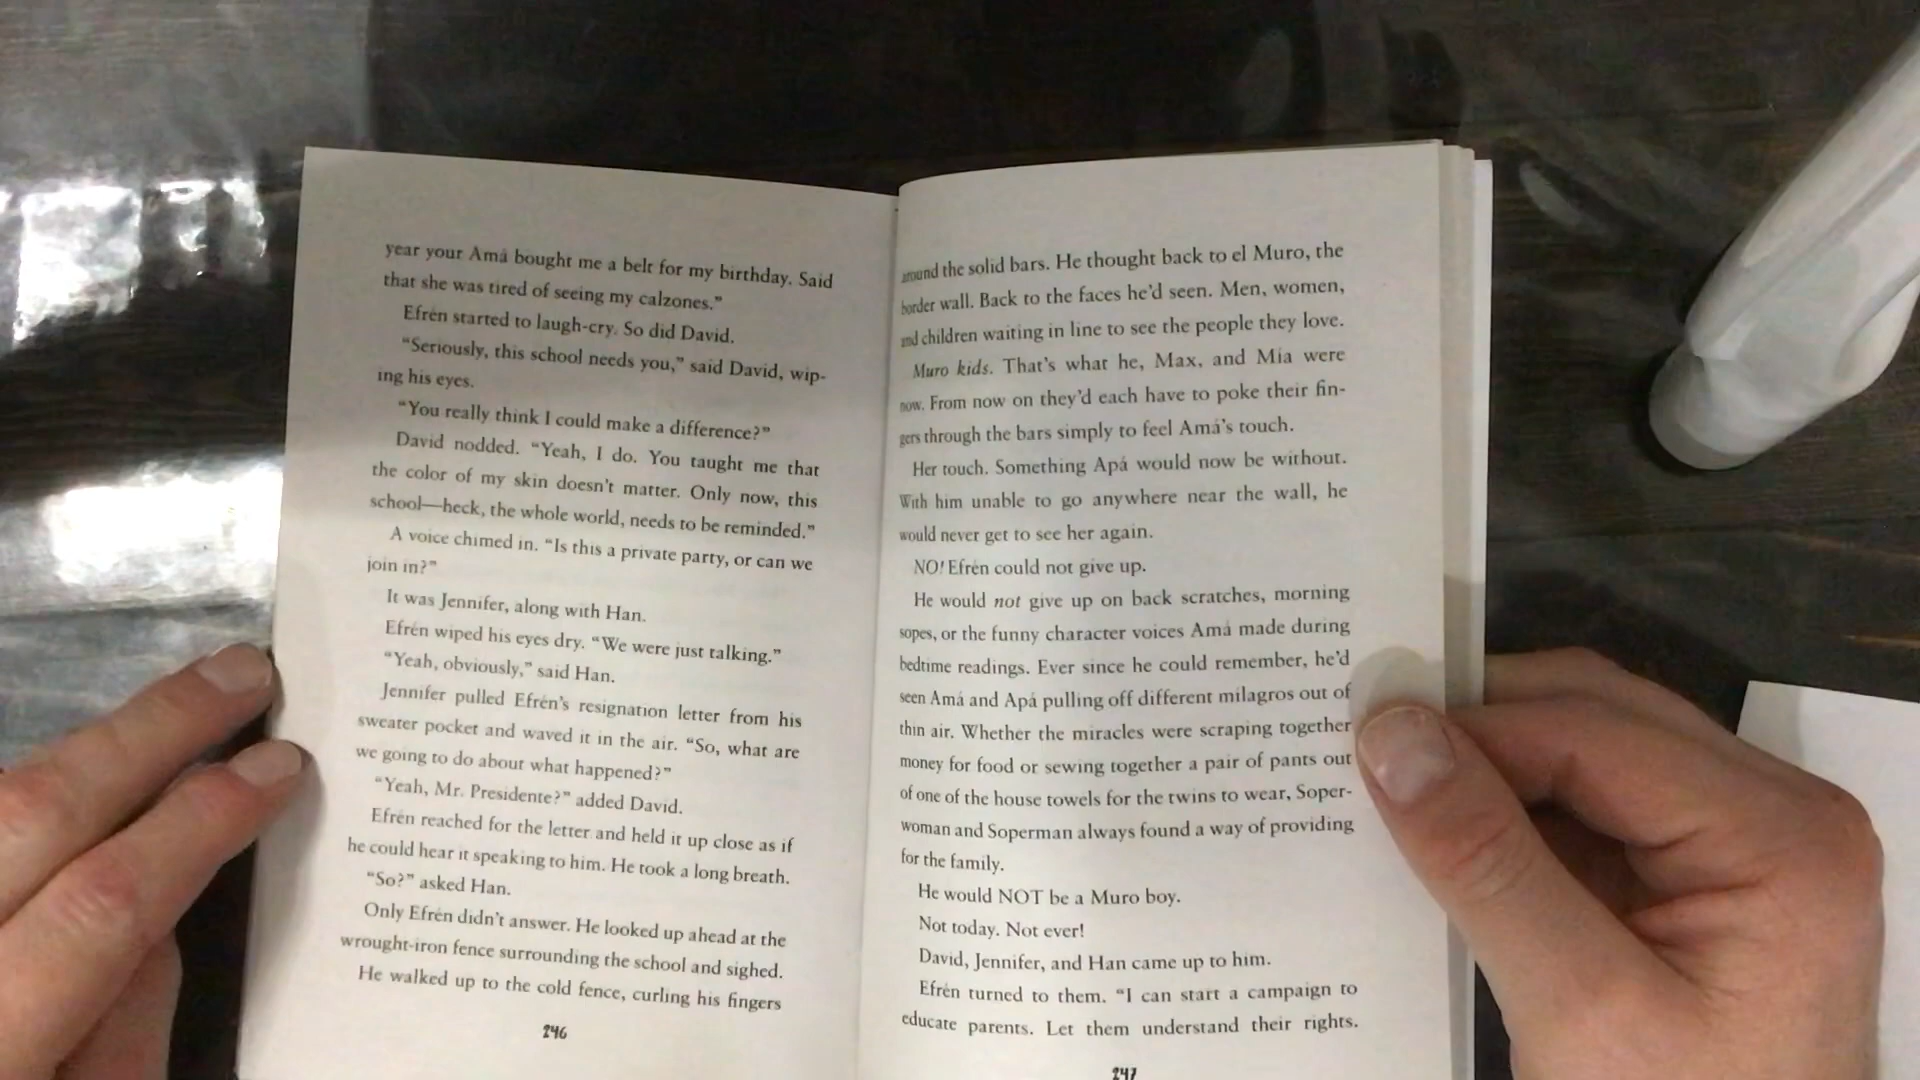 year your Amá bought me a belt for my birthday. Said
that she was tired of seeing my calzones.”
Efrén started to laugh-cry. So did David.
“Seriously, this school needs you,” said David, wip-
ing his eyes.
“You really think I could make a difference?”
David nodded. “Yeah, I do. You taught me that
the color of my skin doesn’t matter. Only now, this
school—heck, the whole world, needs to be reminded.”
A voice chimed in. “Is this a private party, or can we
join in?”
It was Jennifer, along with Han.
Efrén wiped his eyes dry. “We were just talking.”
“Yeah, obviously,” said Han.
Jennifer pulled Efrén’s resignation letter from his
sweater pocket and waved it in the air. “So, what are
we going to do about what happened?”
“Yeah, Mr. Presidente?” added David.
Efrén reached for the letter and held it up close as if
he could hear it speaking to him. He took a long breath.
“So?” asked Han.
Only Efrén didn’t answer. He looked up ahead at the
wrought-iron fence surrounding the school and sighed.
He walked up to the cold fence, curling his fingers
246
around the solid bars. He thought back to el Muro, the
border wall. Back to the faces he’d seen. Men, women,
and children waiting in line to see the people they love.
Muro kids. That’s what he, Max, and Mía were
now. From now on they’d each have to poke their fin-
gers through the bars simply to feel Amá’s touch.
Her touch. Something Apá would now be without.
With him unable to go anywhere near the wall, he
would never get to see her again.
NO! Efrén could not give up.
He would not give up on back scratches, morning
sopes, or the funny character voices Amá made during
bedtime readings. Ever since he could remember, he’d
seen Amá and Apá pulling off different milagros out of
thin air. Whether the miracles were scraping together
money for food or sewing together a pair of pants out
of one of the house towels for the twins to wear, Soper-
woman and Soperman always found a way of providing
for the family.
He would NOT be a Muro boy.
Not today. Not ever!
David, Jennifer, and Han came up to him.
Efrén turned to them. “I can start a campaign to
educate parents. Let them understand their rights.
247